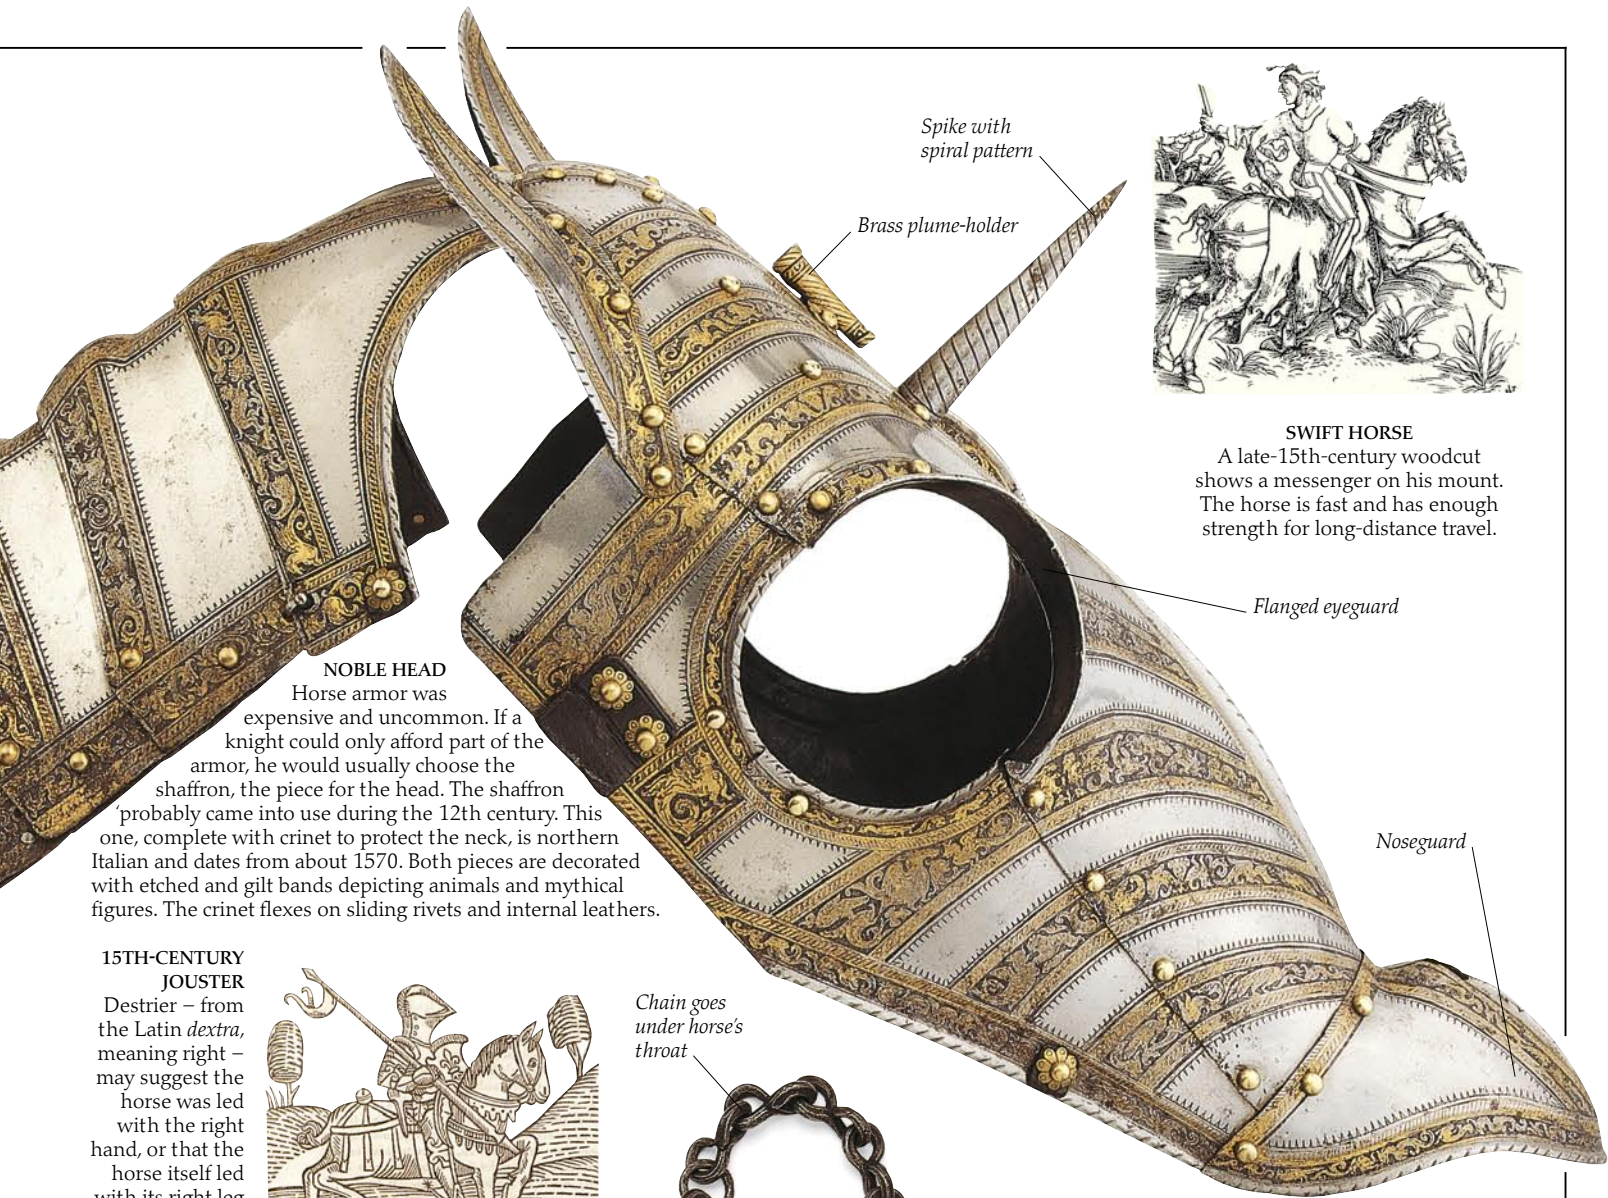 Spike with
spiral pattern
Brass plume-holder
SWIFT HORSE
A late-15th-century woodcut
shows a messenger on his mount.
The horse is fast and has enough
strength for long-distance travel.
Flanged eyeguard
NOBLE HEAD
Horse armor was
expensive and uncommon. If a
knight could only afford part of the
armor, he would usually choose the
shaffron, the piece for the head. The shaffron
‘probably came into use during the 12th century. This
one, complete with crinet to protect the neck, is northern
Italian and dates from about 1570. Both pieces are decorated
with etched and gilt bands depicting animals and mythical
figures. The crinet flexes on sliding rivets and internal leathers.
Noseguard
15TH-CENTURY
JOUSTER
Destrier – from
the Latin dextra,
meaning right –
may suggest the
horse was led
with the right
hand, or that the
horse itself led
with its right leg
Chain goes
under horse's
throat